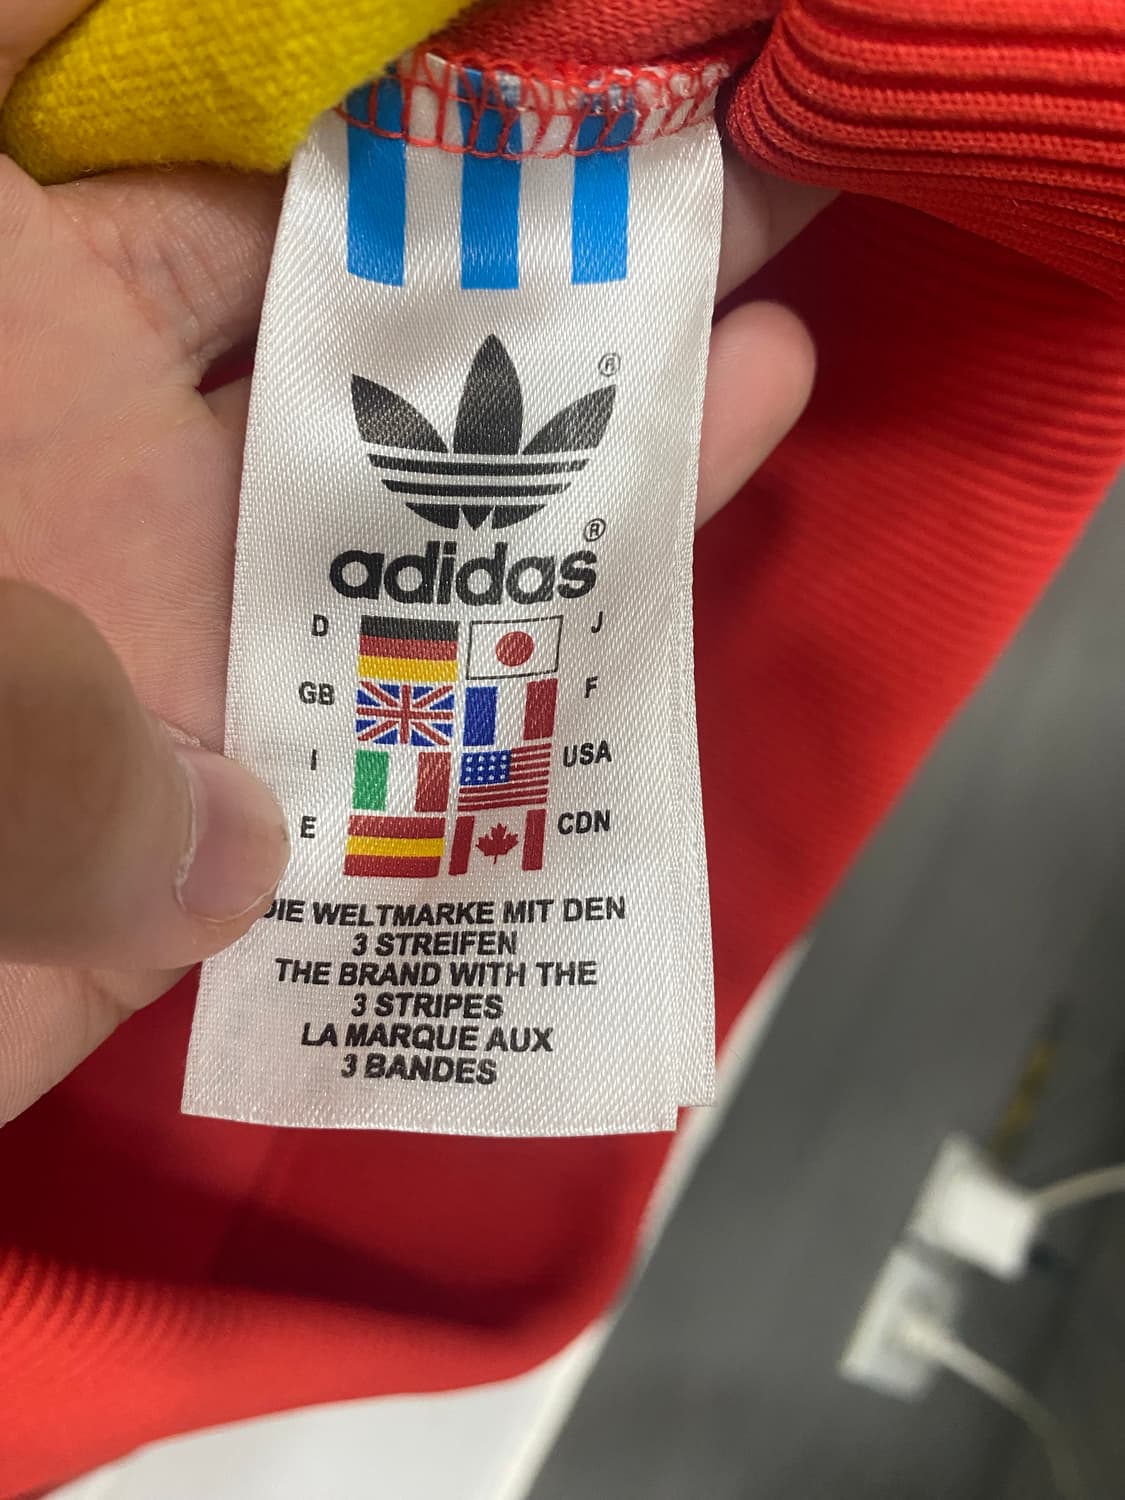 ®
adidas®
D J
GB F
I USA
E CDN
DIE WELTMARKE MIT DEN
3 STREIFEN
THE BRAND WITH THE
3 STRIPES
LA MARQUE AUX
3 BANDES